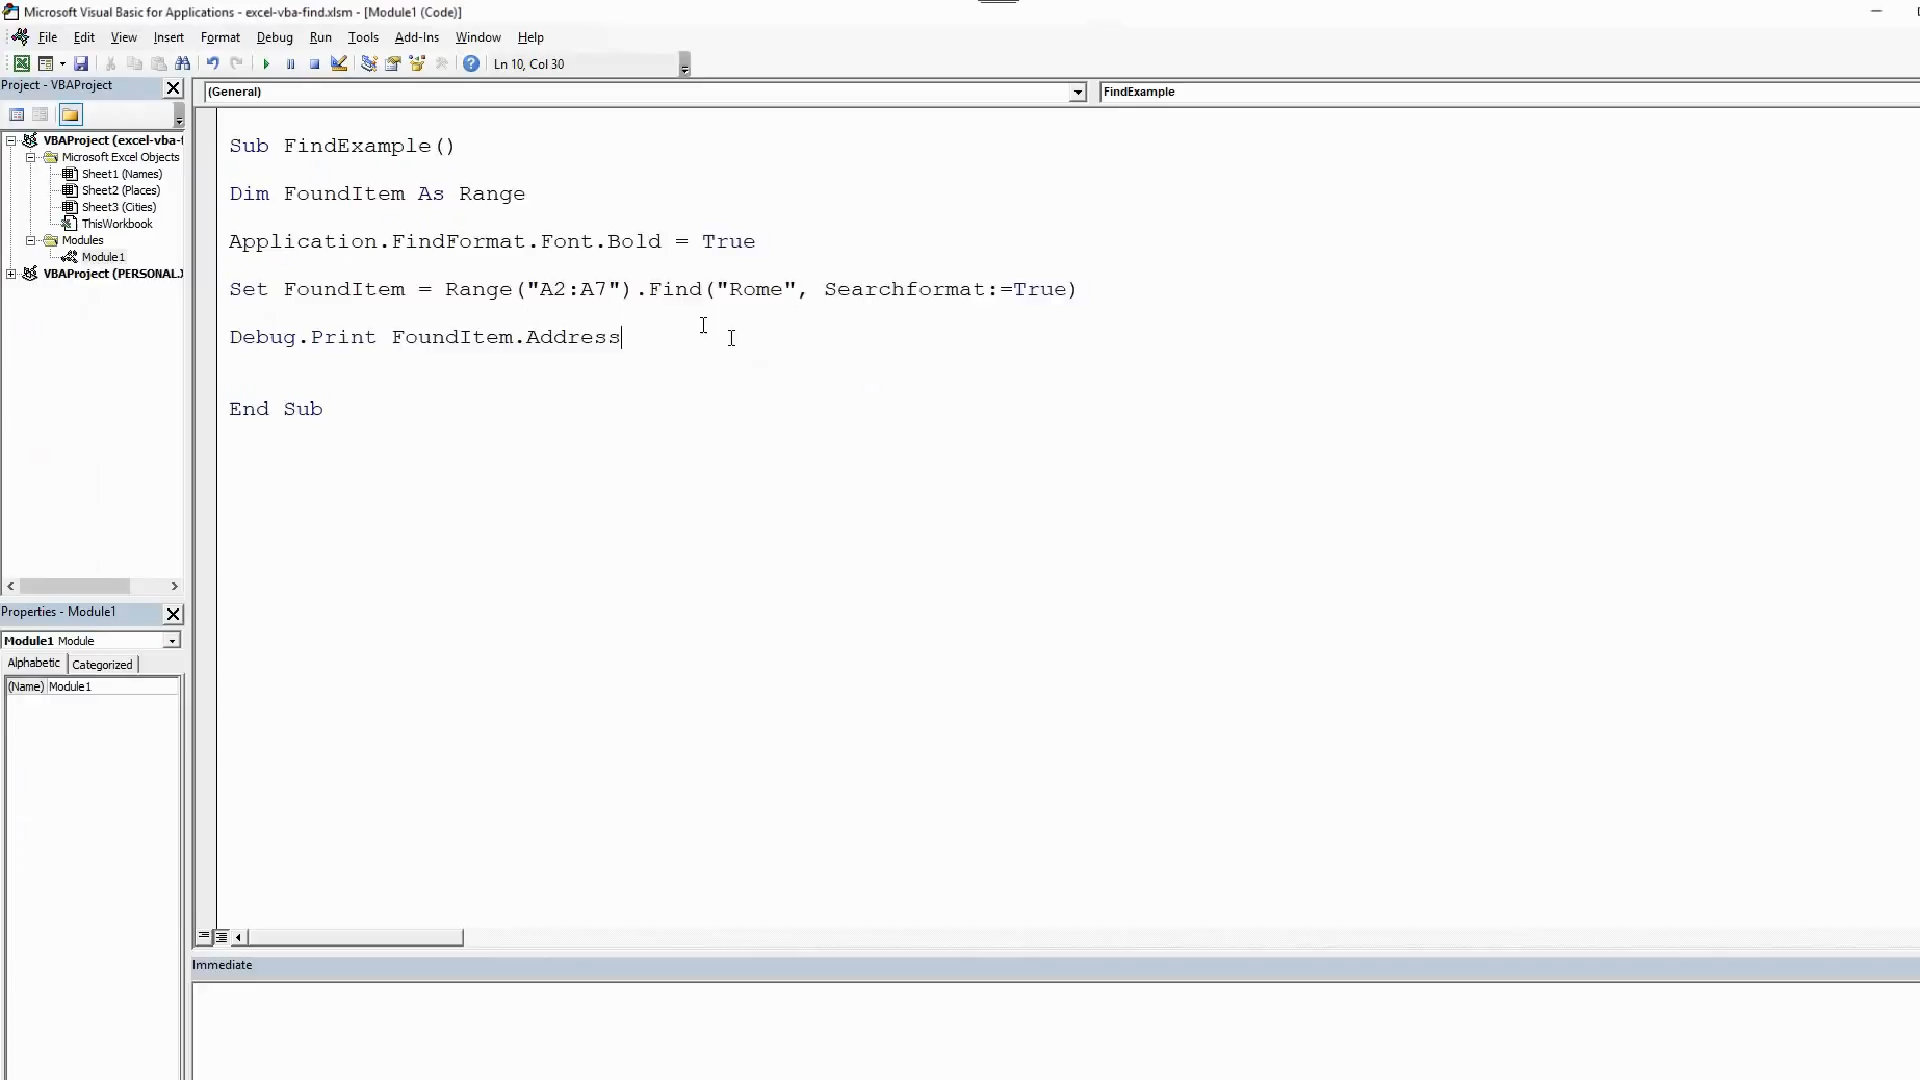 Microsoft Visual Basic for Applications - excel-vba-find.xlsm - [Module1 (Code)]
File Edit View Insert Format Debug Run Tools Add-Ins Window Help
Ln 10, Col 30
Project - VBAProject
(General)
FindExample
VBAProject (excel-vba-f
Microsoft Excel Objects
Sheet1 (Names)
Sheet2 (Places)
Sheet3 (Cities)
ThisWorkbook
Modules
Module1
VBAProject (PERSONAL.X
Sub FindExample()
Dim FoundItem As Range
Application.FindFormat.Font.Bold = True
Set FoundItem = Range("A2:A7").Find("Rome", Searchformat:=True)
Debug.Print FoundItem.Address
End Sub
Properties - Module1
Module1 Module
Alphabetic Categorized
(Name) Module1
Immediate